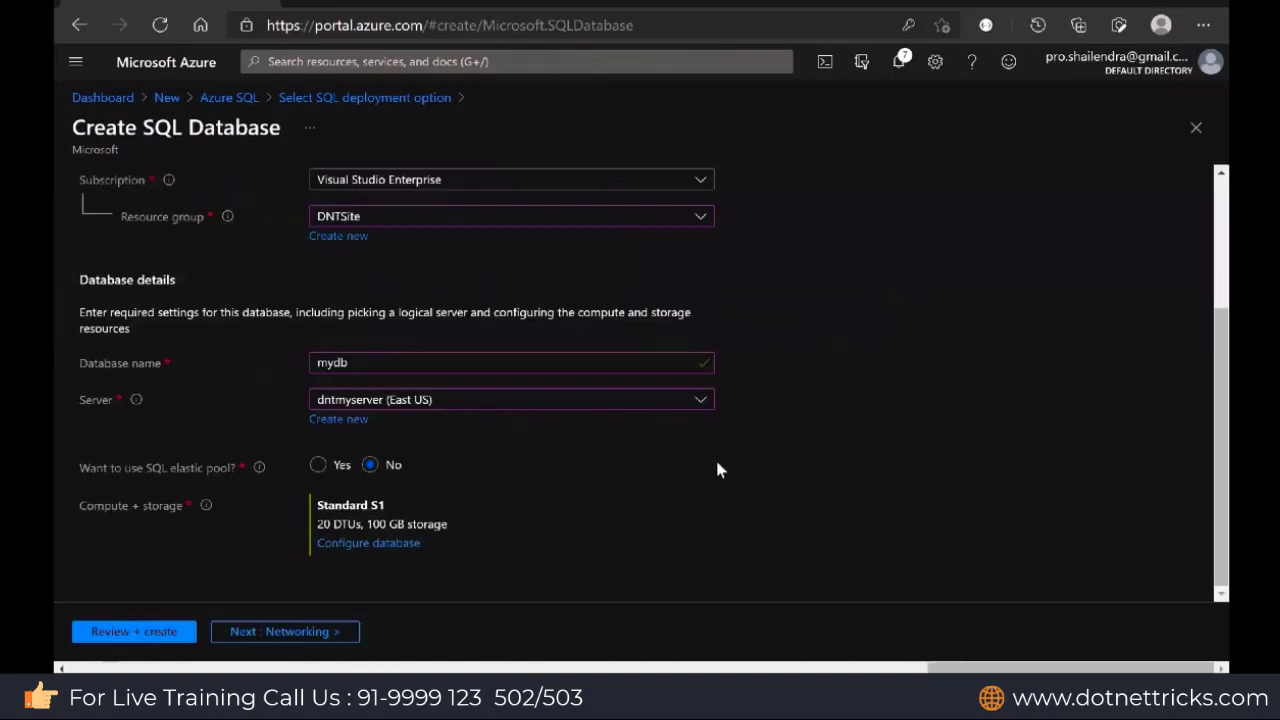 https://portal.azure.com/#create/Microsoft.SQLDatabase
Microsoft Azure
Search resources, services, and docs (G+/)
7
pro.shailendra@gmail.c...
DEFAULT DIRECTORY
Dashboard > New > Azure SQL > Select SQL deployment option >
Create SQL Database ...
Microsoft
Subscription * Visual Studio Enterprise
Resource group * DNTSite
Create new
Database details
Enter required settings for this database, including picking a logical server and configuring the compute and storage
resources
Database name * mydb
Server * dntmyserver (East US)
Create new
Want to use SQL elastic pool? * Yes No
Compute + storage * Standard S1
20 DTUs, 100 GB storage
Configure database
Review + create
Next : Networking >
For Live Training Call Us : 91-9999 123 502/503
www.dotnettricks.com